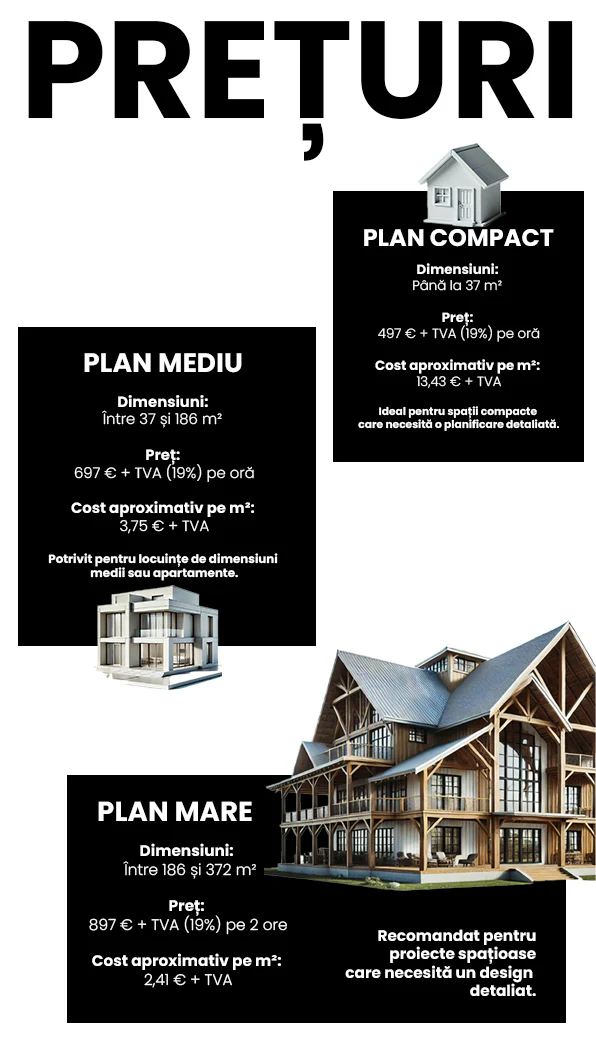 PREȚURI
PLAN COMPACT
Dimensiuni:
Până la 37 m²
Preț:
497 € + TVA (19%) pe oră
Cost aproximativ pe m²:
13,43 € + TVA
Ideal pentru spații compacte
care necesită o planificare detaliată.
PLAN MEDIU
Dimensiuni:
Între 37 și 186 m²
Preț:
697 € + TVA (19%) pe oră
Cost aproximativ pe m²:
3,75 € + TVA
Potrivit pentru locuințe de dimensiuni
medii sau apartamente.
PLAN MARE
Dimensiuni:
Între 186 și 372 m²
Preț:
897 € + TVA (19%) pe 2 ore
Cost aproximativ pe m²:
2,41 € + TVA
Recomandat pentru
proiecte spațioase
care necesită un design
detaliat.